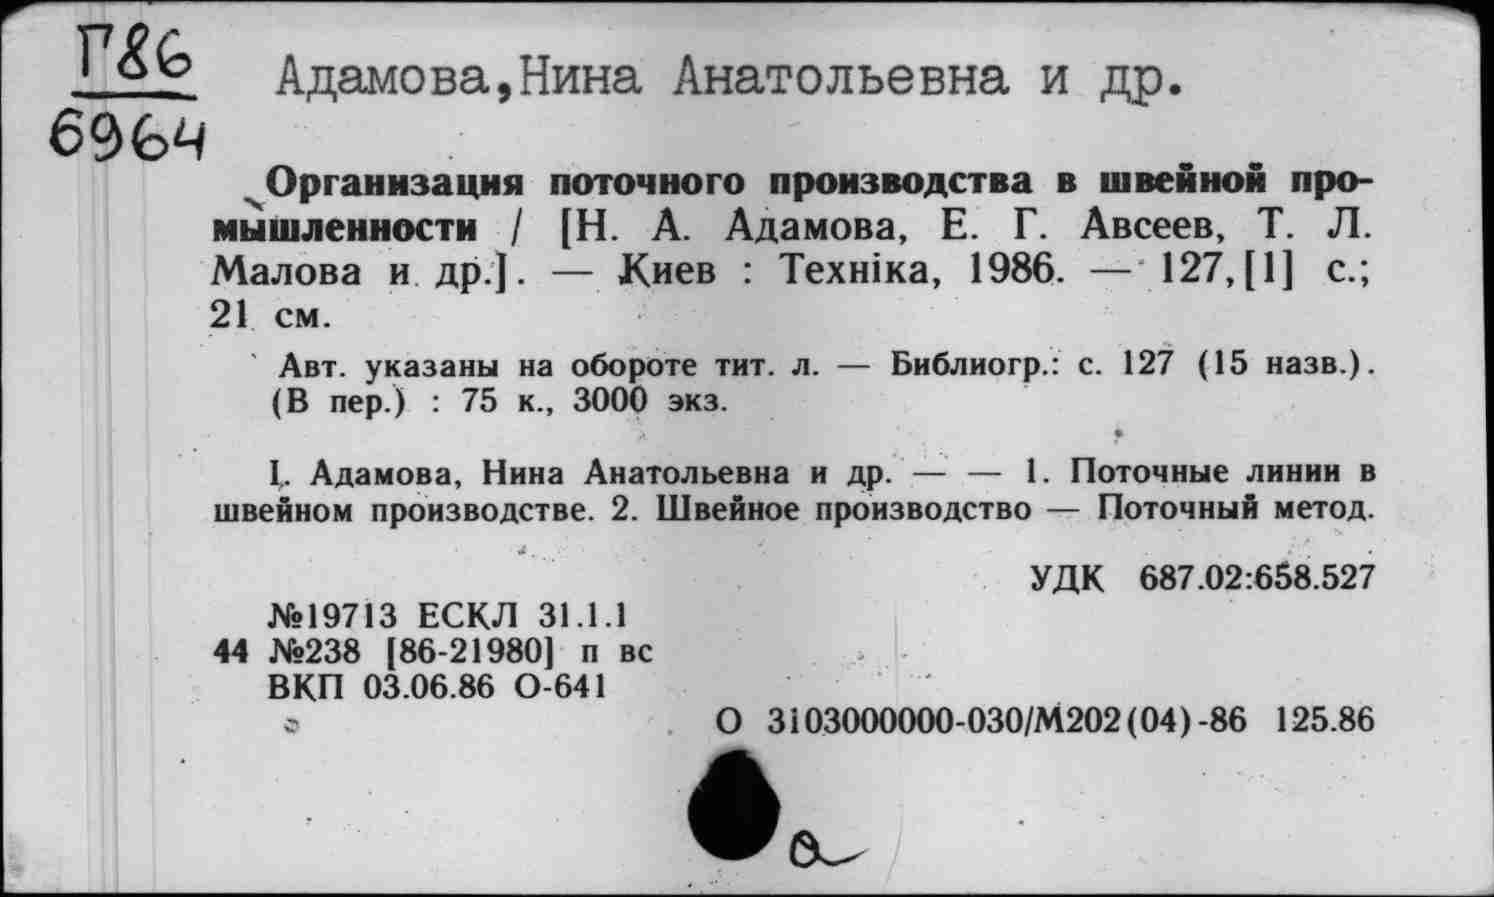 П86
6964
Адамова,Нина Анатольевна и др.
Организация поточного производства в швейной про-
мышленности / [Н. А. Адамова, Е. Г. Авсеев, Т. Л.
Малова и др.]. — Киев : Техніка, 1986. — 127,[1] с.;
21 см.
Авт. указаны на обороте тит. л. — Библиогр.: с. 127 (15 назв.).
(В пер.) : 75 к., 3000 экз.
I. Адамова, Нина Анатольевна и др. — — 1. Поточные линии в
швейном производстве. 2. Швейное производство — Поточный метод.
УДК 687.02:658.527
№19713 ЕСКЛ 31.1.1
44 №238 [86-21980] п вс
ВКП 03.06.86 О-641
О 3103000000-030/М202(04)-86 125.86